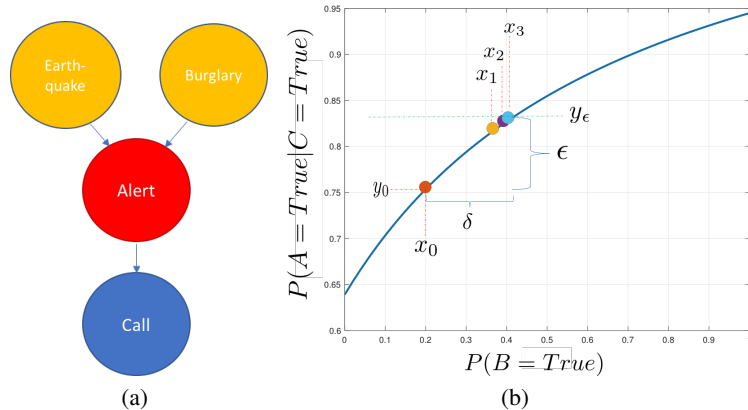 Earth-
quake
Burglary
Alert
Call
(a)
P(A = True|C = True)
0.95
0.9
0.85
0.8
0.75
0.7
0.65
0.6
x₃
x₂
x₁
y_ϵ
ϵ
y₀
δ
x₀
0 0.1 0.2 0.3 0.4 0.5 0.6 0.7 0.8 0.9
P(B = True)
(b)